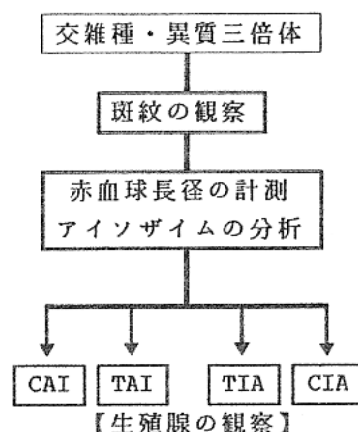 交雑種・異質三倍体
斑紋の観察
赤血球長径の計測
アイソザイムの分析
CAI TAI TIA CIA
【生殖腺の観察】